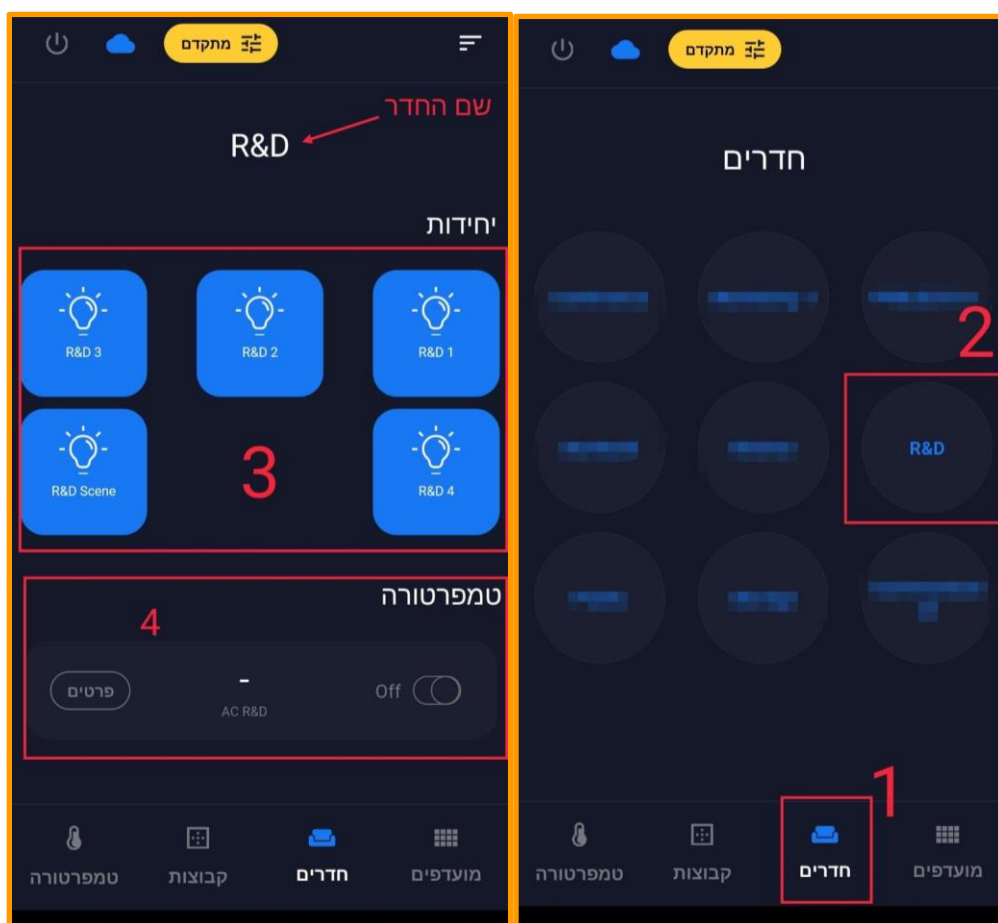 מתקדם
חדרים
2
R&D
1
מועדפים
חדרים
קבוצות
טמפרטורה
מתקדם
שם החדר
R&D
יחידות
R&D 1
R&D 2
R&D 3
R&D 4
3
R&D Scene
טמפרטורה
4
Off
-
AC R&D
פרטים
מועדפים
חדרים
קבוצות
טמפרטורה